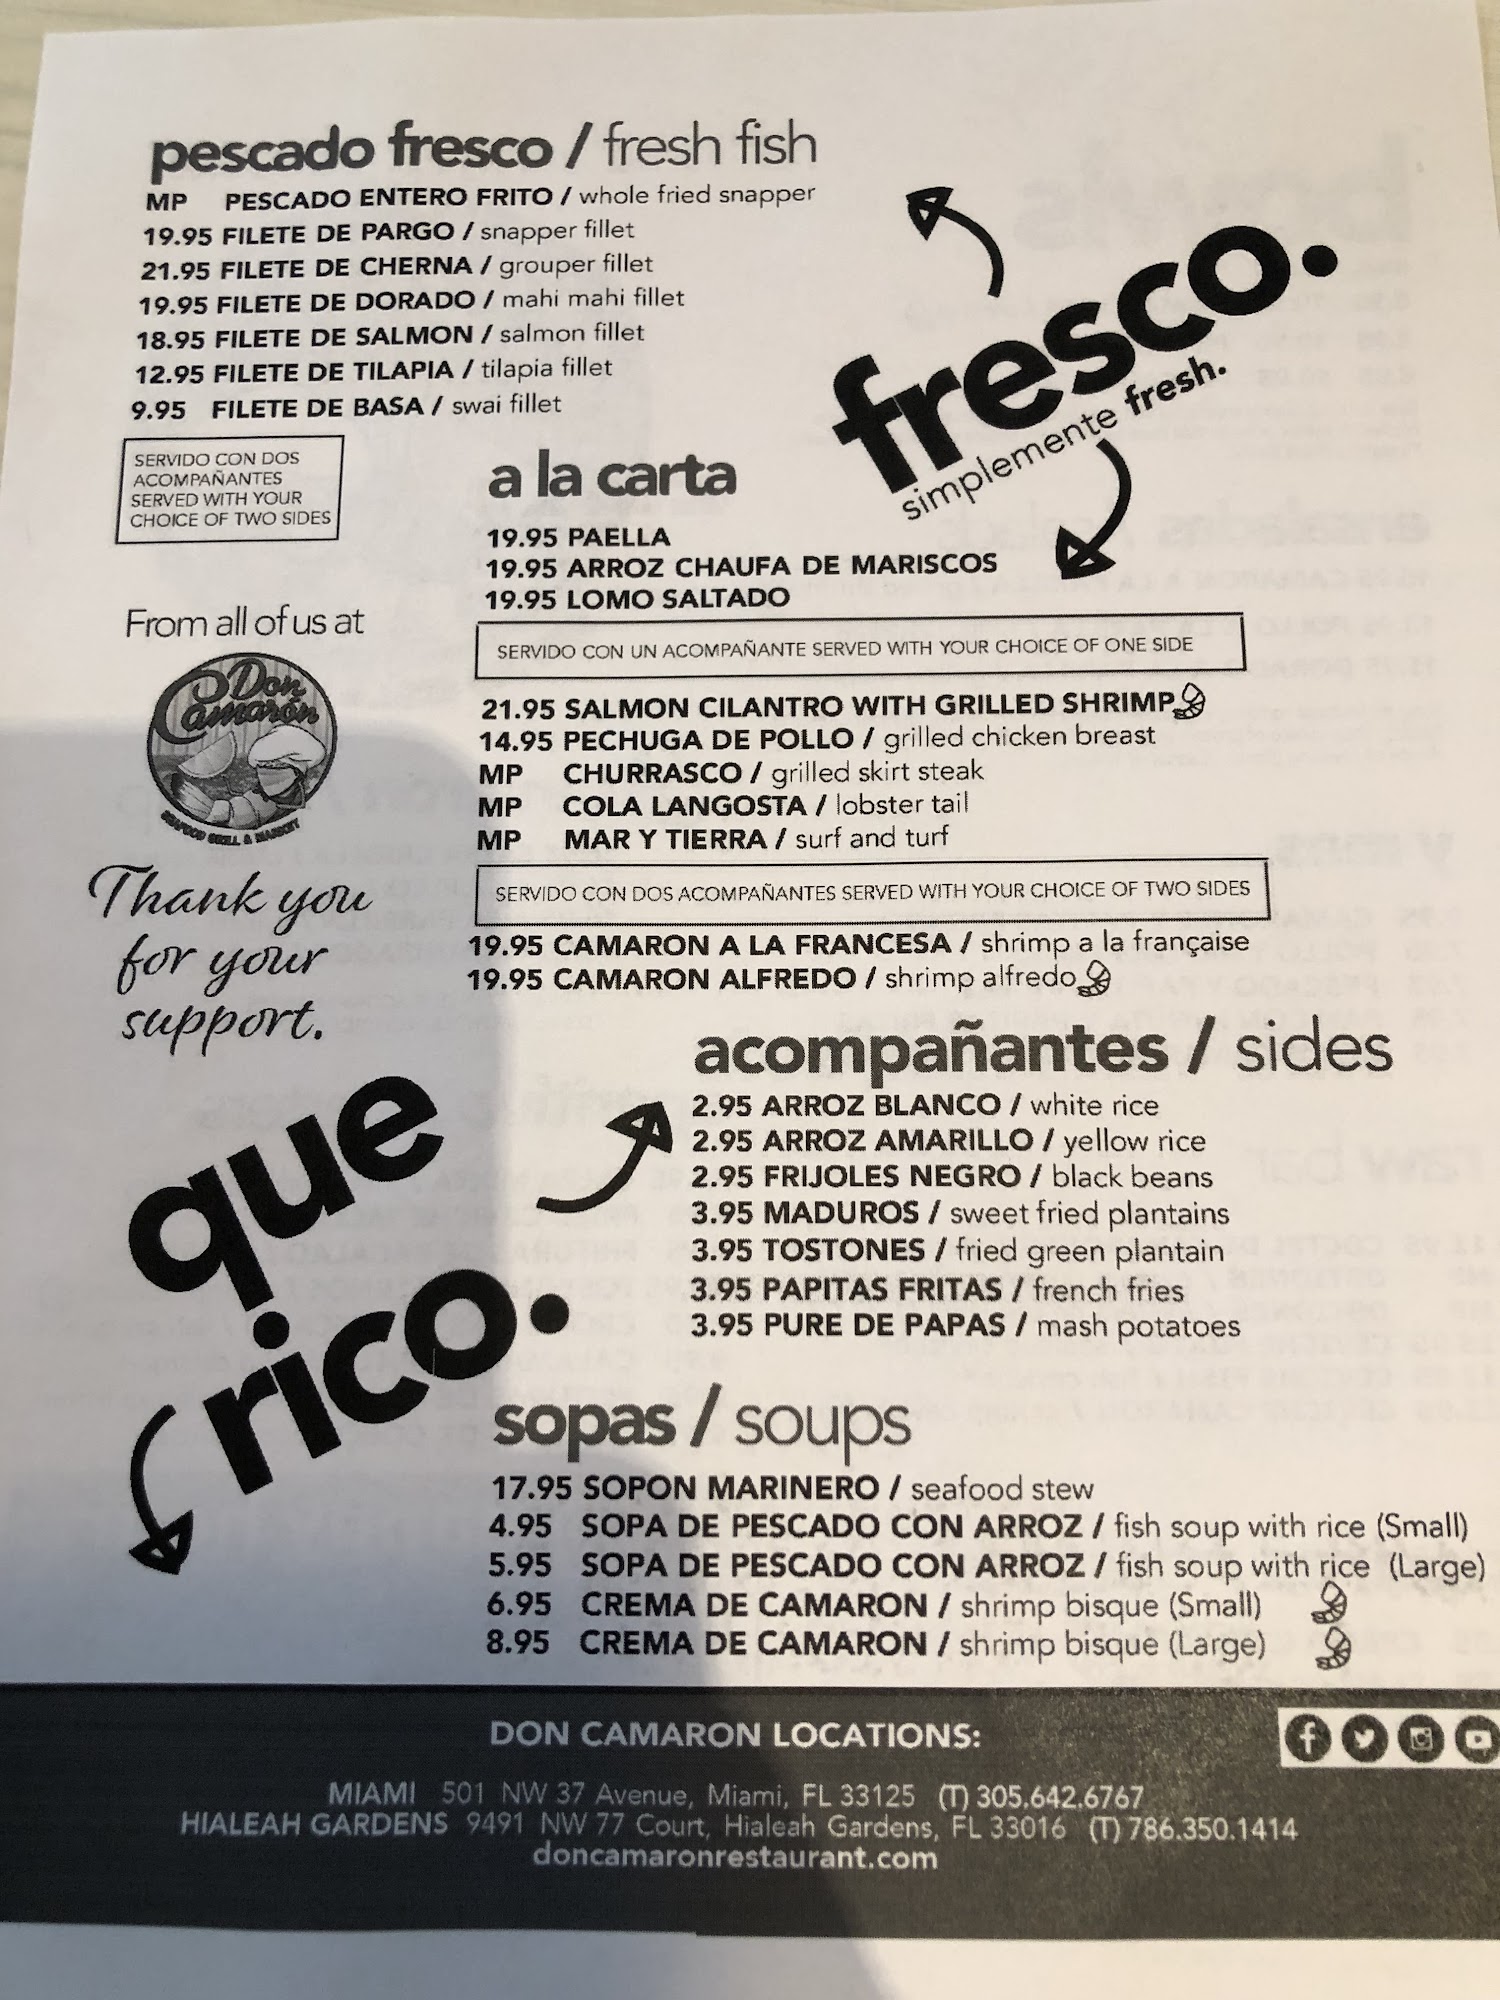 pescado fresco / fresh fish
MP PESCADO ENTERO FRITO / whole fried snapper
19.95 FILETE DE PARGO / snapper fillet
21.95 FILETE DE CHERNA / grouper fillet
19.95 FILETE DE DORADO / mahi mahi fillet
18.95 FILETE DE SALMON / salmon fillet
12.95 FILETE DE TILAPIA / tilapia fillet
9.95 FILETE DE BASA / swai fillet
SERVIDO CON DOS
ACOMPAÑANTES
SERVED WITH YOUR
CHOICE OF TWO SIDES
fresco.
simplemente fresh.
a la carta
19.95 PAELLA
19.95 ARROZ CHAUFA DE MARISCOS
19.95 LOMO SALTADO
SERVIDO CON UN ACOMPAÑANTE SERVED WITH YOUR CHOICE OF ONE SIDE
21.95 SALMON CILANTRO WITH GRILLED SHRIMP
14.95 PECHUGA DE POLLO / grilled chicken breast
MP CHURRASCO / grilled skirt steak
MP COLA LANGOSTA / lobster tail
MP MAR Y TIERRA / surf and turf
SERVIDO CON DOS ACOMPAÑANTES SERVED WITH YOUR CHOICE OF TWO SIDES
19.95 CAMARON A LA FRANCESA / shrimp a la française
19.95 CAMARON ALFREDO / shrimp alfredo
From all of us at
Don
Camarón
SEAFOOD GRILL & MARKET
Thank you
for your
support.
acompañantes / sides
2.95 ARROZ BLANCO / white rice
2.95 ARROZ AMARILLO / yellow rice
2.95 FRIJOLES NEGRO / black beans
3.95 MADUROS / sweet fried plantains
3.95 TOSTONES / fried green plantain
3.95 PAPITAS FRITAS / french fries
3.95 PURE DE PAPAS / mash potatoes
que
rico.
sopas / soups
17.95 SOPON MARINERO / seafood stew
4.95 SOPA DE PESCADO CON ARROZ / fish soup with rice (Small)
5.95 SOPA DE PESCADO CON ARROZ / fish soup with rice (Large)
6.95 CREMA DE CAMARON / shrimp bisque (Small)
8.95 CREMA DE CAMARON / shrimp bisque (Large)
DON CAMARON LOCATIONS:
MIAMI 501 NW 37 Avenue, Miami, FL 33125 (T) 305.642.6767
HIALEAH GARDENS 9491 NW 77 Court, Hialeah Gardens, FL 33016 (T) 786.350.1414
doncamaronrestaurant.com